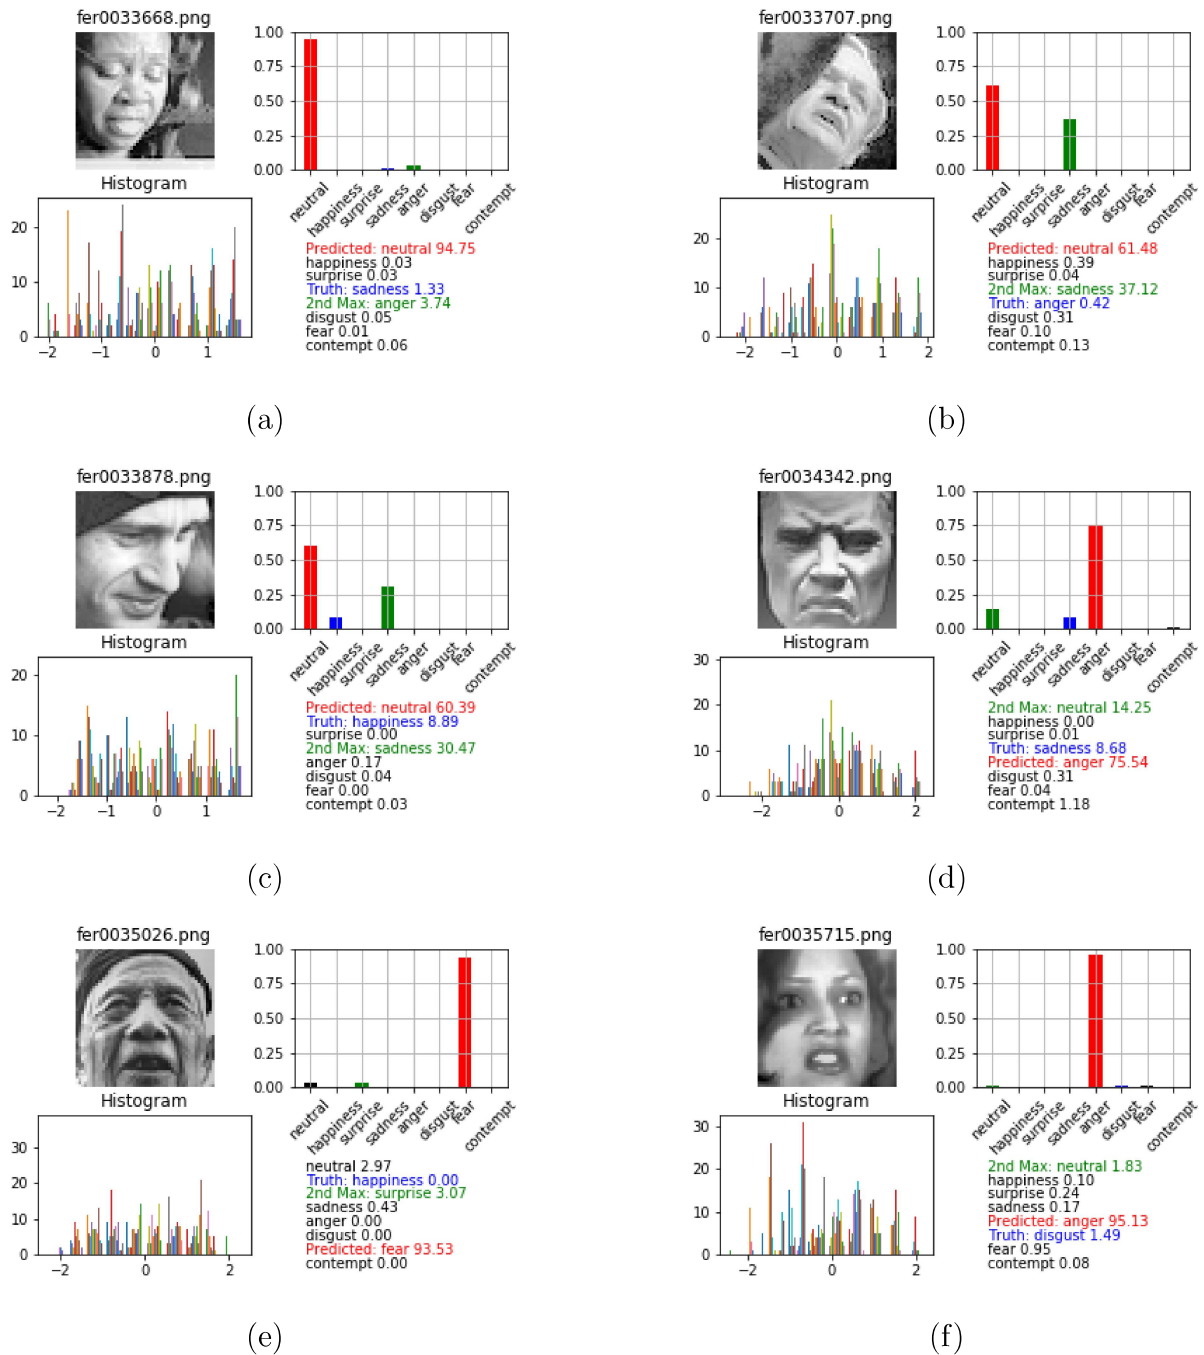 fer0033668.png
1.00
0.75
0.50
0.25
0.00
neutral
happiness
surprise
sadness
anger
disgust
fear
contempt
Histogram
20
10
0
−2 −1 0 1
Predicted: neutral 94.75
happiness 0.03
surprise 0.03
Truth: sadness 1.33
2nd Max: anger 3.74
disgust 0.05
fear 0.01
contempt 0.06
(a)
fer0033707.png
1.00
0.75
0.50
0.25
0.00
neutral
happiness
surprise
sadness
anger
disgust
fear
contempt
Histogram
20
10
0
−2 −1 0 1 2
Predicted: neutral 61.48
happiness 0.39
surprise 0.04
2nd Max: sadness 37.12
Truth: anger 0.42
disgust 0.31
fear 0.10
contempt 0.13
(b)
fer0033878.png
1.00
0.75
0.50
0.25
0.00
neutral
happiness
surprise
sadness
anger
disgust
fear
contempt
Histogram
20
10
0
−2 −1 0 1
Predicted: neutral 60.39
Truth: happiness 8.89
surprise 0.00
2nd Max: sadness 30.47
anger 0.17
disgust 0.04
fear 0.00
contempt 0.03
(c)
fer0034342.png
1.00
0.75
0.50
0.25
0.00
neutral
happiness
surprise
sadness
anger
disgust
fear
contempt
Histogram
30
20
10
0
−2 0 2
2nd Max: neutral 14.25
happiness 0.00
surprise 0.01
Truth: sadness 8.68
Predicted: anger 75.54
disgust 0.31
fear 0.04
contempt 1.18
(d)
fer0035026.png
1.00
0.75
0.50
0.25
0.00
neutral
happiness
surprise
sadness
anger
disgust
fear
contempt
Histogram
30
20
10
0
−2 0 2
neutral 2.97
Truth: happiness 0.00
2nd Max: surprise 3.07
sadness 0.43
anger 0.00
disgust 0.00
Predicted: fear 93.53
contempt 0.00
(e)
fer0035715.png
1.00
0.75
0.50
0.25
0.00
neutral
happiness
surprise
sadness
anger
disgust
fear
contempt
Histogram
30
20
10
0
−2 0 2
2nd Max: neutral 1.83
happiness 0.10
surprise 0.24
sadness 0.17
Predicted: anger 95.13
Truth: disgust 1.49
fear 0.95
contempt 0.08
(f)